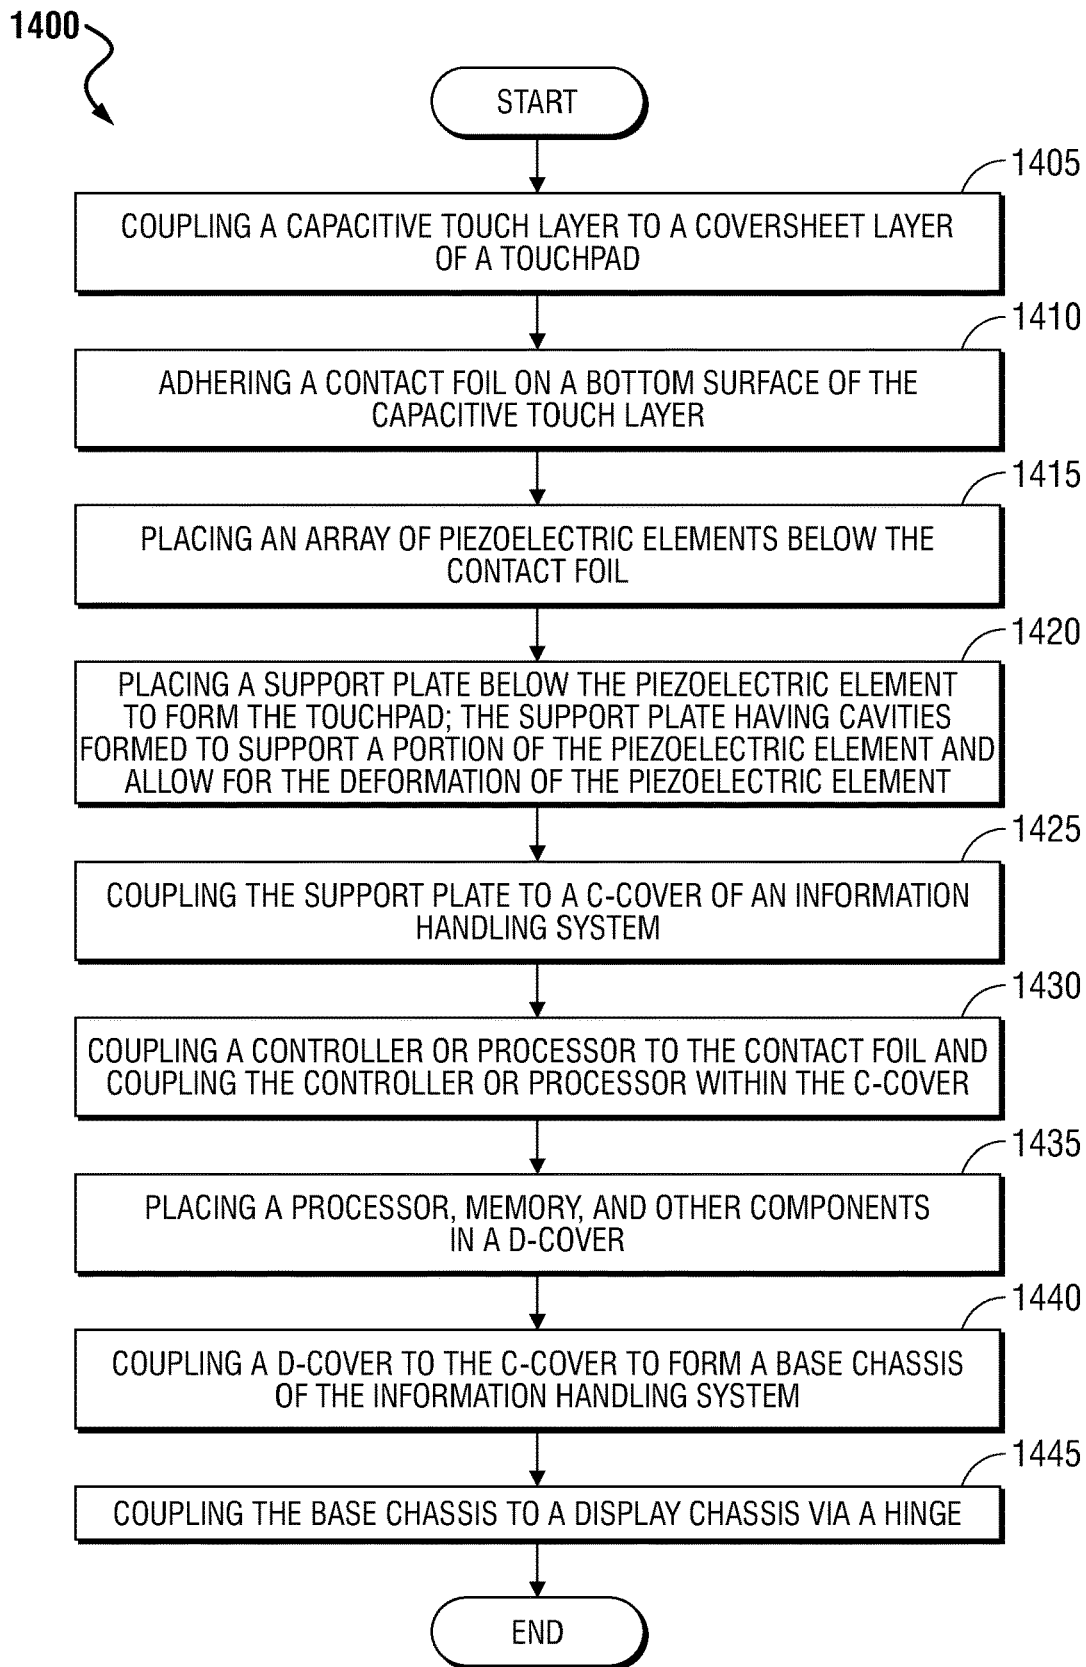 1400
START
1405
COUPLING A CAPACITIVE TOUCH LAYER TO A COVERSHEET LAYER
OF A TOUCHPAD
1410
ADHERING A CONTACT FOIL ON A BOTTOM SURFACE OF THE
CAPACITIVE TOUCH LAYER
1415
PLACING AN ARRAY OF PIEZOELECTRIC ELEMENTS BELOW THE
CONTACT FOIL
1420
PLACING A SUPPORT PLATE BELOW THE PIEZOELECTRIC ELEMENT
TO FORM THE TOUCHPAD; THE SUPPORT PLATE HAVING CAVITIES
FORMED TO SUPPORT A PORTION OF THE PIEZOELECTRIC ELEMENT AND
ALLOW FOR THE DEFORMATION OF THE PIEZOELECTRIC ELEMENT
1425
COUPLING THE SUPPORT PLATE TO A C-COVER OF AN INFORMATION
HANDLING SYSTEM
1430
COUPLING A CONTROLLER OR PROCESSOR TO THE CONTACT FOIL AND
COUPLING THE CONTROLLER OR PROCESSOR WITHIN THE C-COVER
1435
PLACING A PROCESSOR, MEMORY, AND OTHER COMPONENTS
IN A D-COVER
1440
COUPLING A D-COVER TO THE C-COVER TO FORM A BASE CHASSIS
OF THE INFORMATION HANDLING SYSTEM
1445
COUPLING THE BASE CHASSIS TO A DISPLAY CHASSIS VIA A HINGE
END